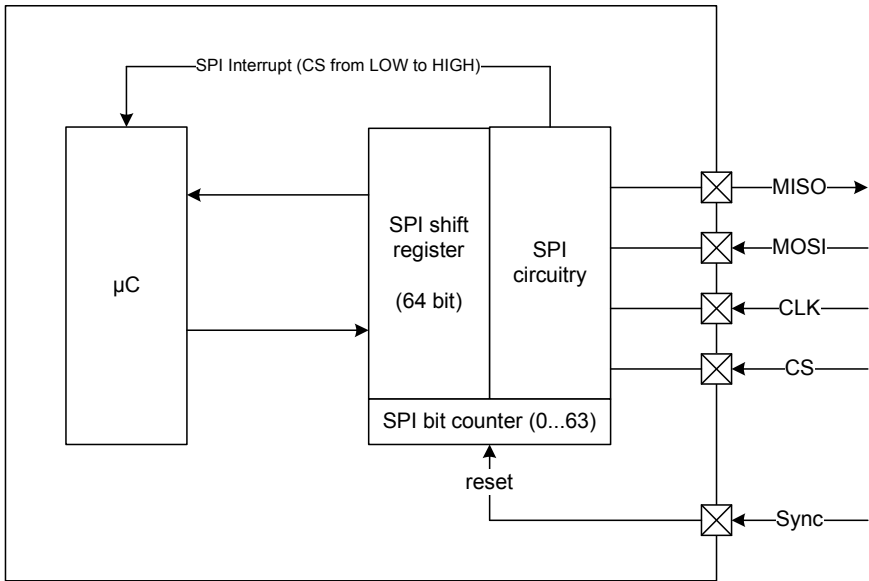 SPI Interrupt (CS from LOW to HIGH)
µC
SPI shift
register
(64 bit)
SPI
circuitry
SPI bit counter (0...63)
reset
MISO
MOSI
CLK
CS
Sync